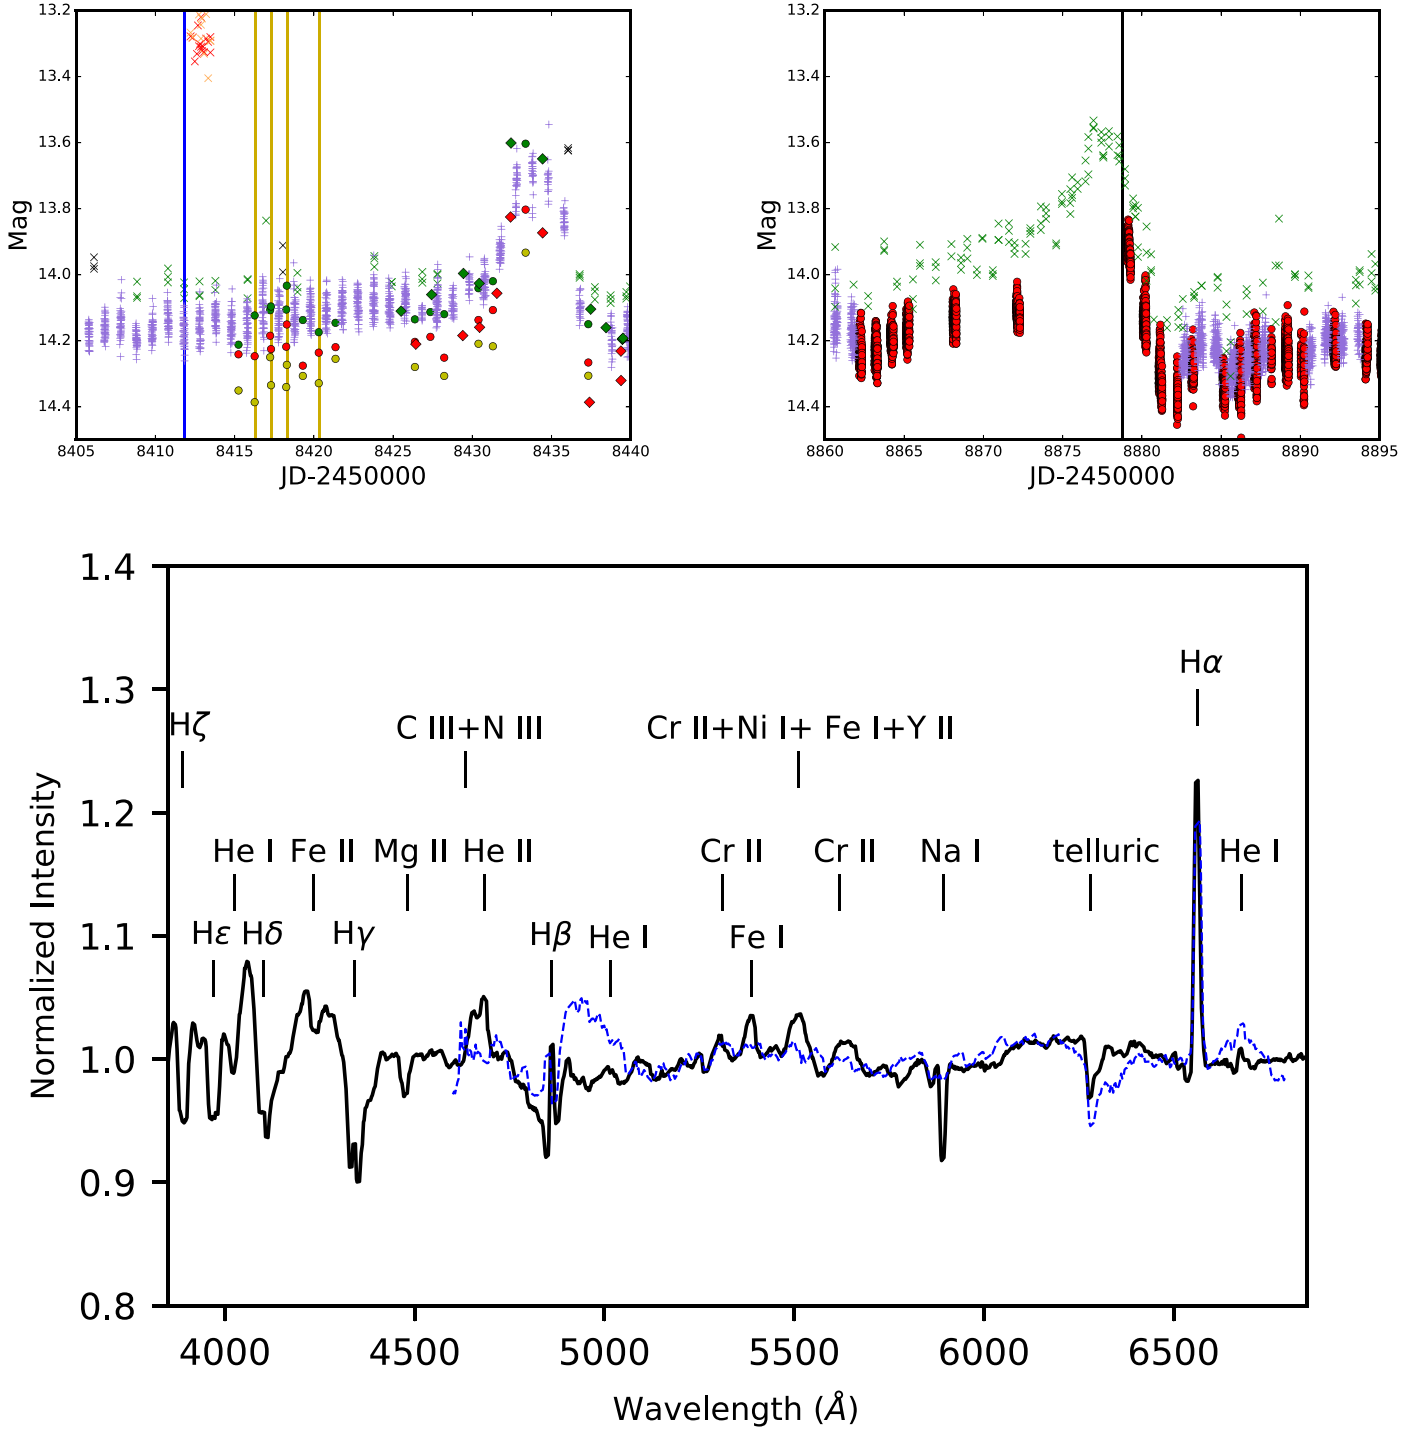 13.2
13.4
13.6
13.8
14.0
14.2
14.4
Mag
8405 8410 8415 8420 8425 8430 8435 8440
JD-2450000
13.2
13.4
13.6
13.8
14.0
14.2
14.4
Mag
8860 8865 8870 8875 8880 8885 8890 8895
JD-2450000
1.4
1.3
1.2
1.1
1.0
0.9
0.8
Normalized Intensity
Hα
Hζ C III+N III Cr II+Ni I+ Fe I+Y II
He I Fe II Mg II He II Cr II Cr II Na I telluric He I
Hε Hδ Hγ Hβ He I Fe I
4000 4500 5000 5500 6000 6500
Wavelength (Å)